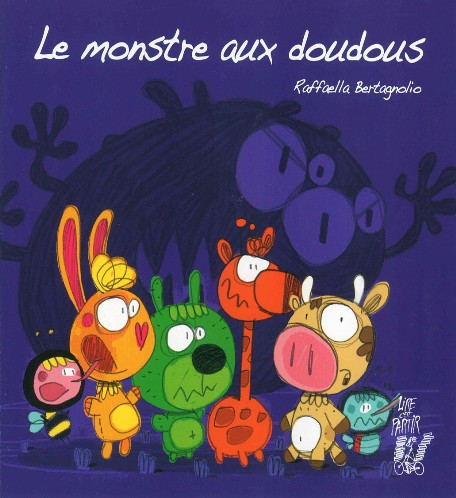 Le monstre aux doudous
Raffaella Bertagnolio
LIRE
C'EST
PARTIR